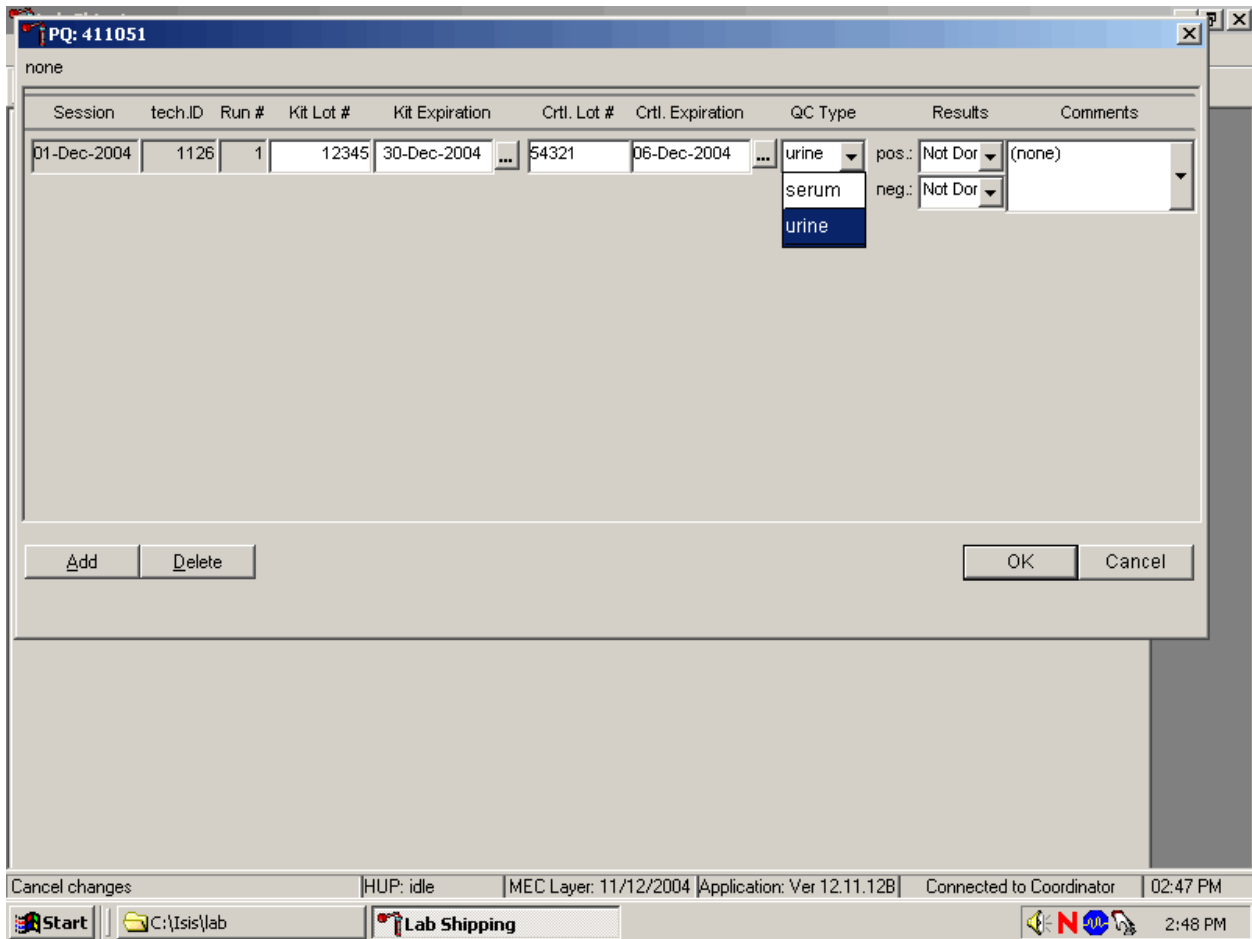 PQ: 411051
none
Session tech.ID Run # Kit Lot # Kit Expiration Crtl. Lot # Crtl. Expiration QC Type Results Comments
01-Dec-2004 1126 1 12345 30-Dec-2004 ... 54321 06-Dec-2004 ... urine pos.: Not Dor (none)
serum neg.: Not Dor
urine
Add Delete OK Cancel
Cancel changes HUP: idle MEC Layer: 11/12/2004 Application: Ver 12.11.12B Connected to Coordinator 02:47 PM
Start C:\Isis\lab Lab Shipping N 2:48 PM